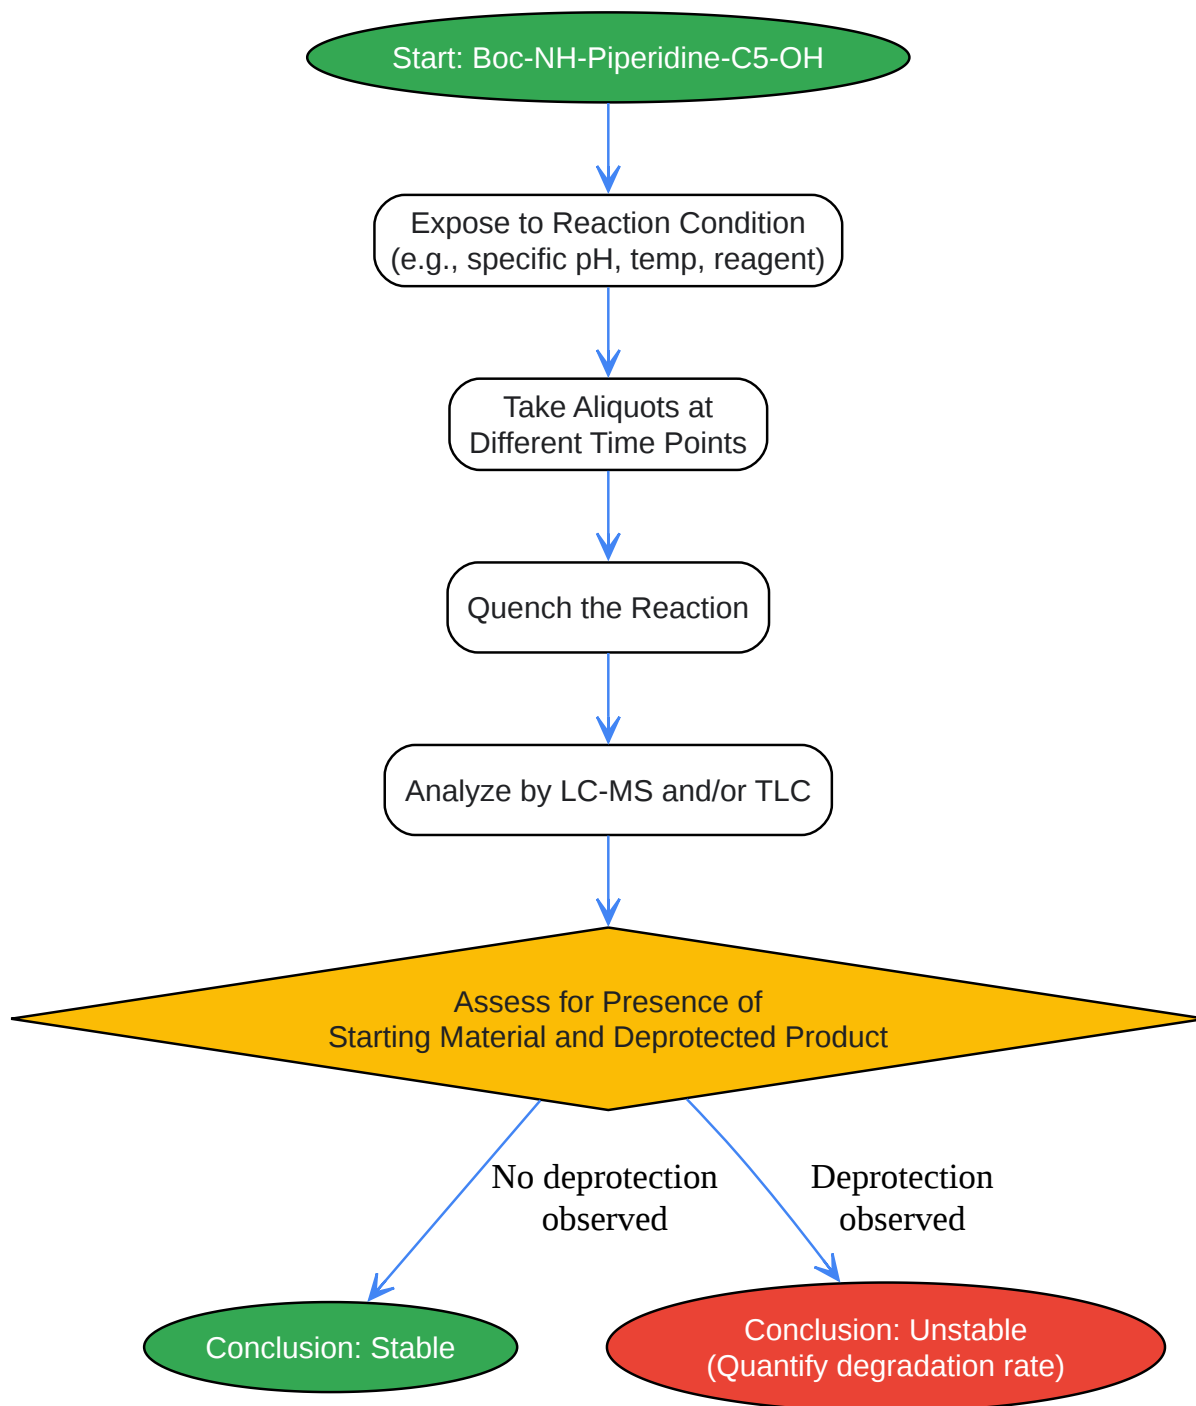 Start: Boc-NH-Piperidine-C5-OH
Expose to Reaction Condition
(e.g., specific pH, temp, reagent)
Take Aliquots at
Different Time Points
Quench the Reaction
Analyze by LC-MS and/or TLC
Assess for Presence of
Starting Material and Deprotected Product
No deprotection
observed
Deprotection
observed
Conclusion: Stable
Conclusion: Unstable
(Quantify degradation rate)